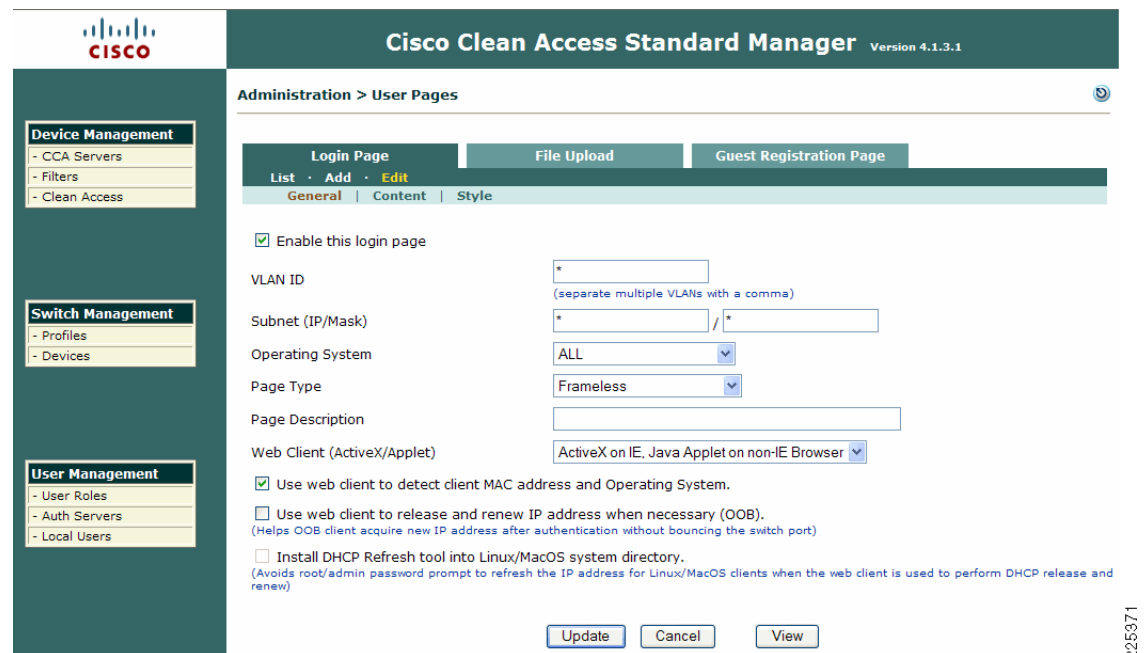 CISCO
Cisco Clean Access Standard Manager Version 4.1.3.1
Administration > User Pages
Device Management
- CCA Servers
- Filters
- Clean Access
Switch Management
- Profiles
- Devices
User Management
- User Roles
- Auth Servers
- Local Users
Login Page File Upload Guest Registration Page
List · Add · Edit
General | Content | Style
Enable this login page
VLAN ID *
(separate multiple VLANs with a comma)
Subnet (IP/Mask) * / *
Operating System ALL
Page Type Frameless
Page Description
Web Client (ActiveX/Applet) ActiveX on IE, Java Applet on non-IE Browser
Use web client to detect client MAC address and Operating System.
Use web client to release and renew IP address when necessary (OOB).
(Helps OOB client acquire new IP address after authentication without bouncing the switch port)
Install DHCP Refresh tool into Linux/MacOS system directory.
(Avoids root/admin password prompt to refresh the IP address for Linux/MacOS clients when the web client is used to perform DHCP release and
renew)
Update Cancel View